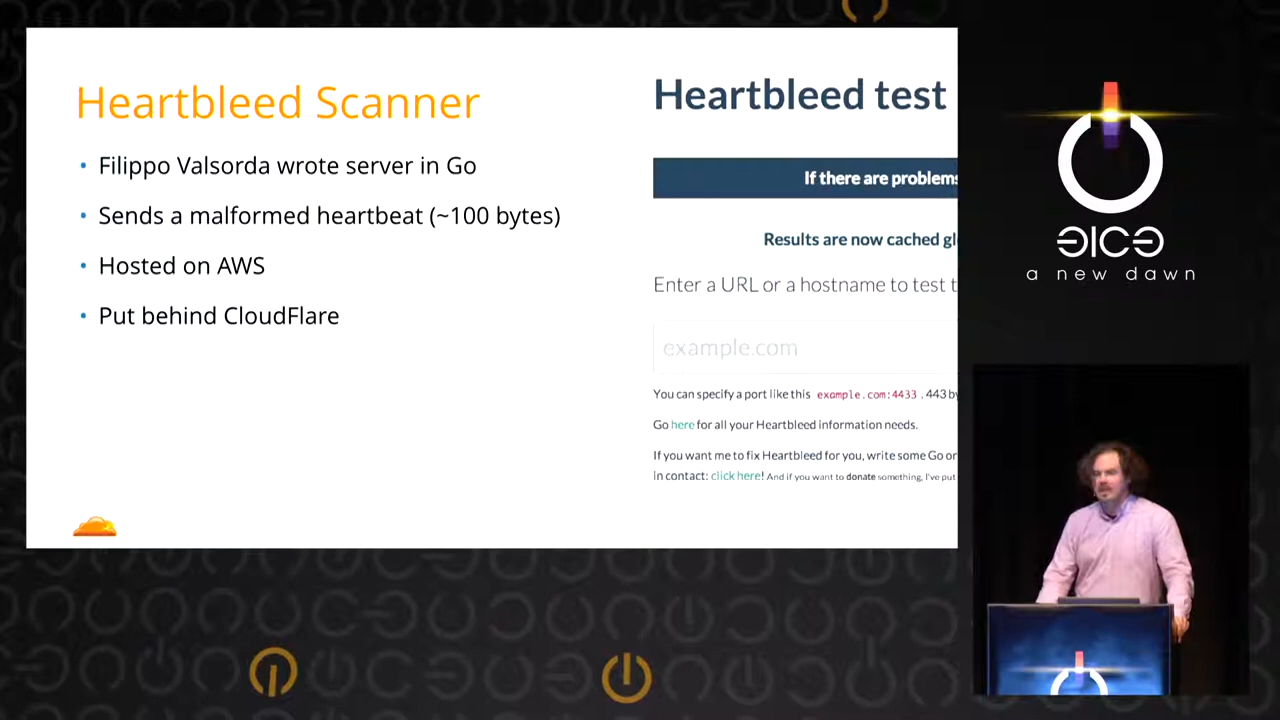 Heartbleed Scanner
• Filippo Valsorda wrote server in Go
• Sends a malformed heartbeat (~100 bytes)
• Hosted on AWS
• Put behind CloudFlare
Heartbleed test
If there are problems
Results are now cached gl
Enter a URL or a hostname to test t
example.com
You can specify a port like this example.com:4433 . 443 by
Go here for all your Heartbleed information needs.
If you want me to fix Heartbleed for you, write some Go or
in contact: click here! And if you want to donate something, I've put
a new dawn